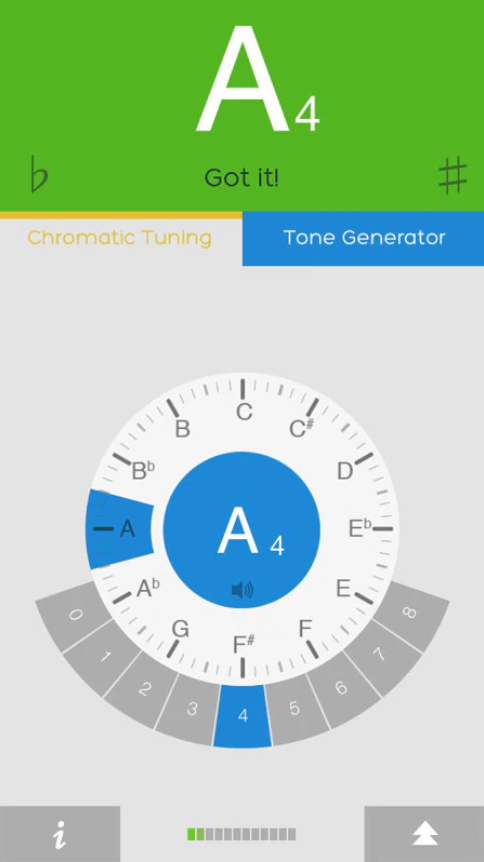 A4
♭ Got it! ♯
Chromatic Tuning Tone Generator
C
B C#
Bb D
A Eb
A 4
Ab E
G F
F#
0 1 2 3 4 5 6 7 8
i